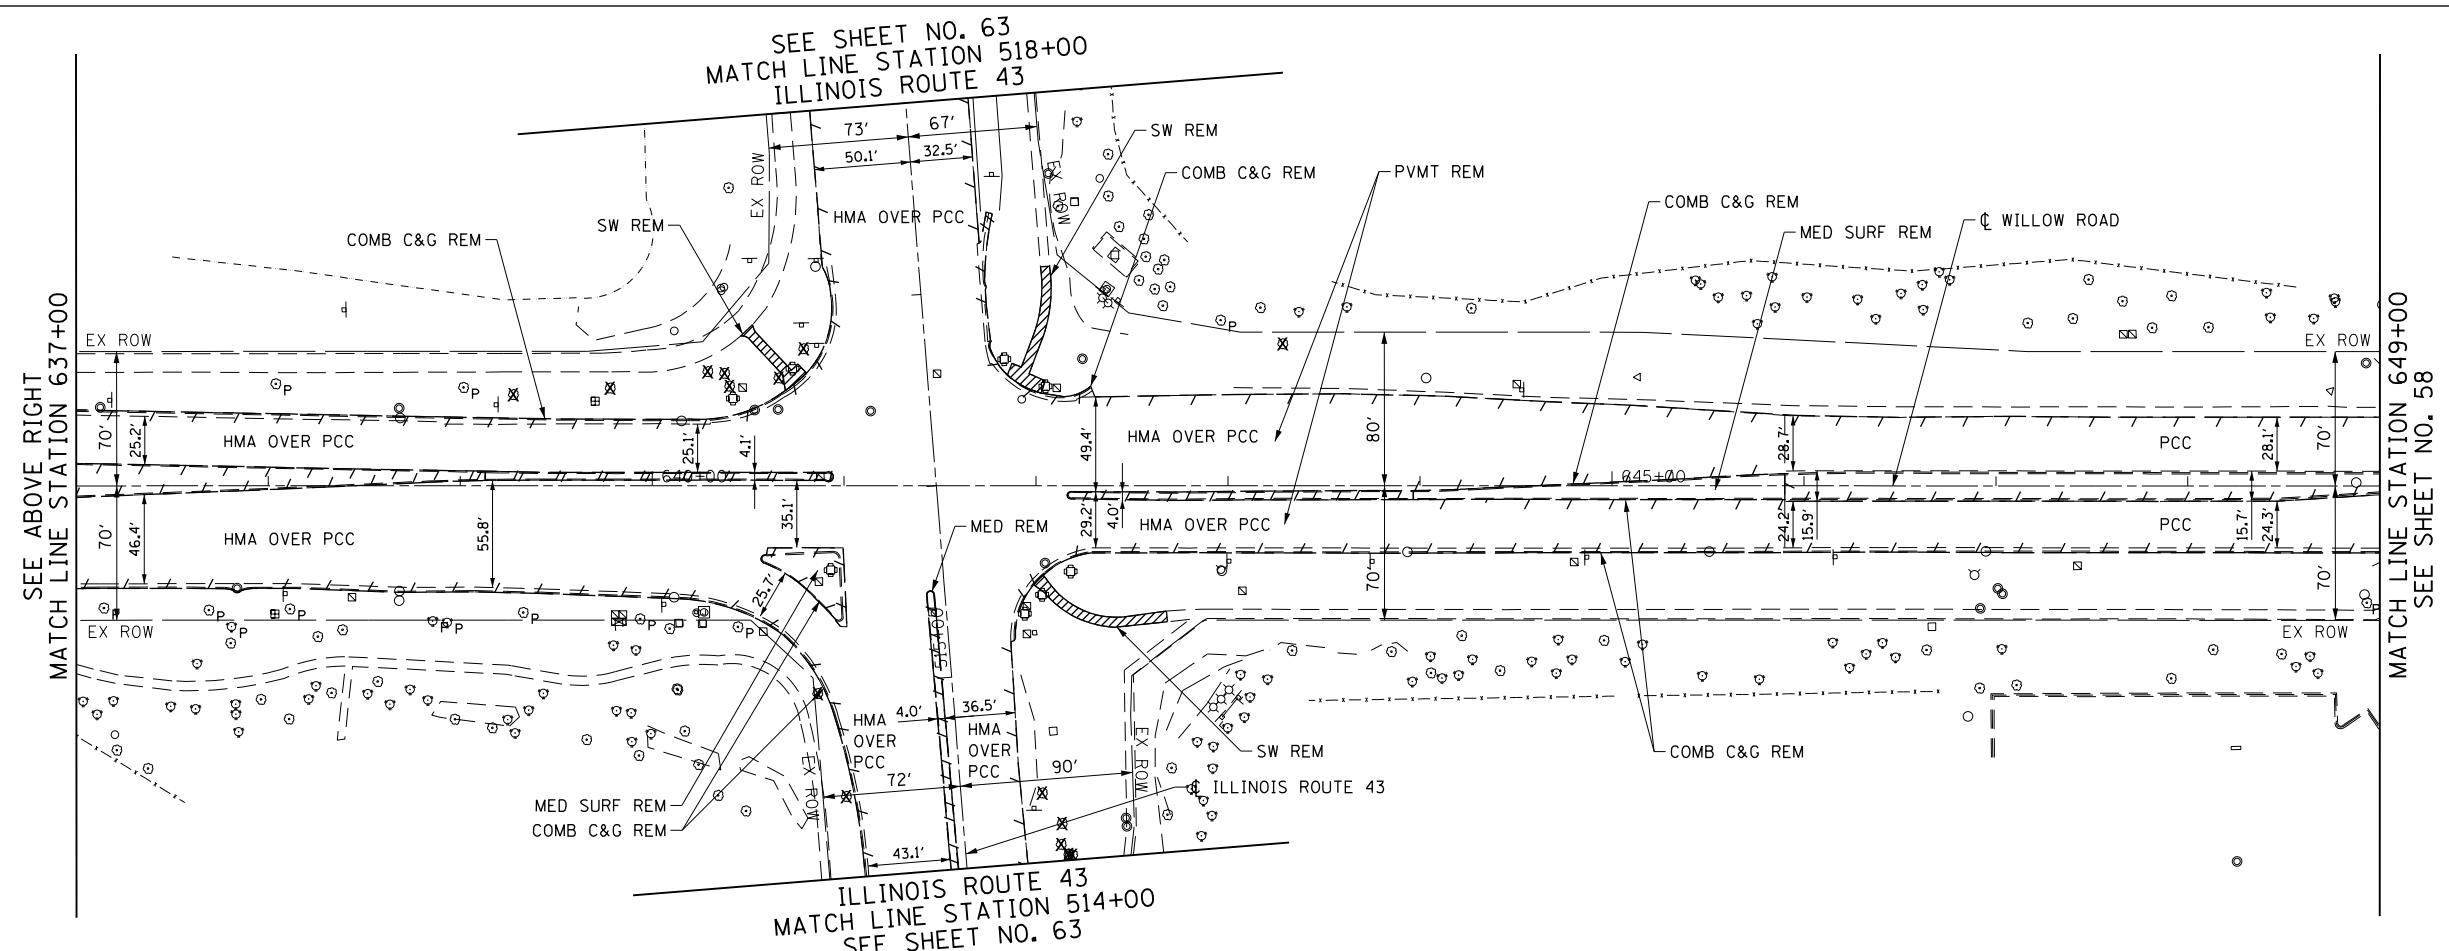 SEE SHEET NO. 63
MATCH LINE STATION 518+00
ILLINOIS ROUTE 43
73'
67'
50.1'
32.5'
EX ROW
EX ROW
HMA OVER PCC
SW REM
COMB C&G REM
PVMT REM
COMB C&G REM
MED SURF REM
℄ WILLOW ROAD
COMB C&G REM
SW REM
SEE ABOVE RIGHT
MATCH LINE STATION 637+00
EX ROW
70'
25.2'
HMA OVER PCC
25.1'
4.1'
640+00
P
P
P
49.4'
HMA OVER PCC
80'
645+00
28.7'
PCC
28.1'
70'
EX ROW
MATCH LINE STATION 649+00
SEE SHEET NO. 58
70'
46.4'
HMA OVER PCC
55.8'
35.1'
29.2'
4.0'
HMA OVER PCC
70'
24.2'
15.9'
PCC
15.7'
24.3'
70'
EX ROW
EX ROW
P
P
P
P
P
P
P
P
25.7'
MED REM
515+00
HMA
OVER
PCC
4.0'
36.5'
HMA
OVER
PCC
72'
90'
EX ROW
EX ROW
SW REM
℄ ILLINOIS ROUTE 43
COMB C&G REM
MED SURF REM
COMB C&G REM
43.1'
ILLINOIS ROUTE 43
MATCH LINE STATION 514+00
SEE SHEET NO. 63